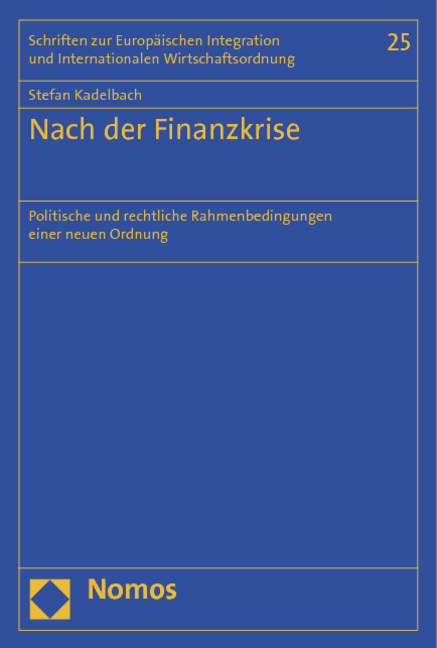 Schriften zur Europäischen Integration
und Internationalen Wirtschaftsordnung
25
Stefan Kadelbach
Nach der Finanzkrise
Politische und rechtliche Rahmenbedingungen
einer neuen Ordnung
Nomos